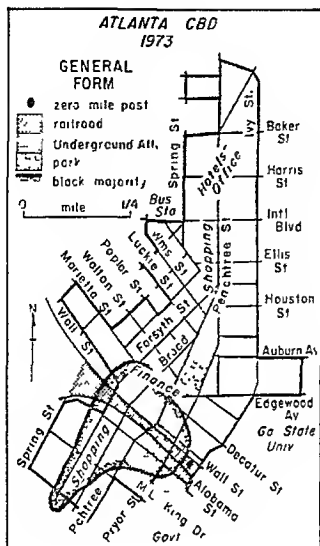 ATLANTA CBD
1973
GENERAL
FORM
zero mile post
railroad
Underground Atl.
park
black majority
0 mile 1/4
Spring St
Ivy St.
Baker
St
Hotels-
Office
Harris
St
Bus
Sta
Intl
Blvd
Wms St
Luckie St
Poplar St
Walton St
Marietta St
Wall St
Shopping
Peachtree St
Ellis
St
Houston
St
Forsyth St
Broad
N
Auburn Av
Finance
Edgewood
Av
Ga State
Univ
Spring St
Shopping
Decatur St
Wall St
Alabama
St
Pchtree
Pryor St
M L King Dr
Govt